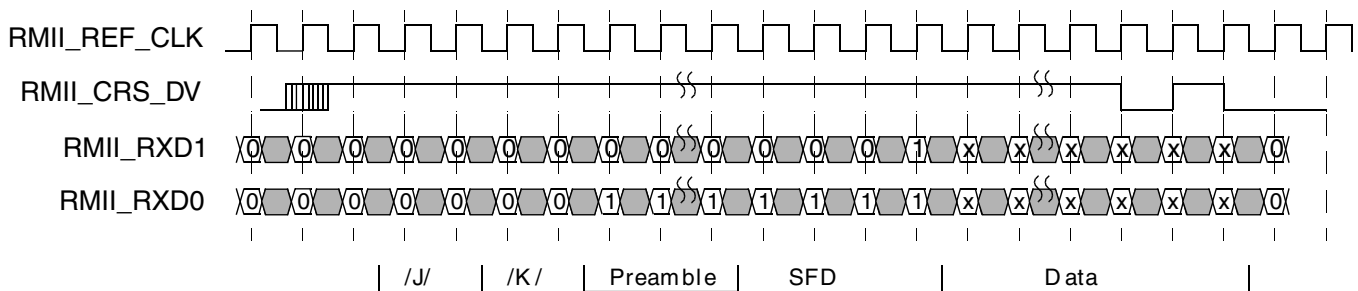 RMII_REF_CLK
RMII_CRS_DV
RMII_RXD1 0 0 0 0 0 0 0 0 0 0 0 0 0 1 x x x x x x 0
RMII_RXD0 0 0 0 0 0 0 0 1 1 1 1 1 1 1 x x x x x x 0
/J/ /K/ Preamble SFD Data